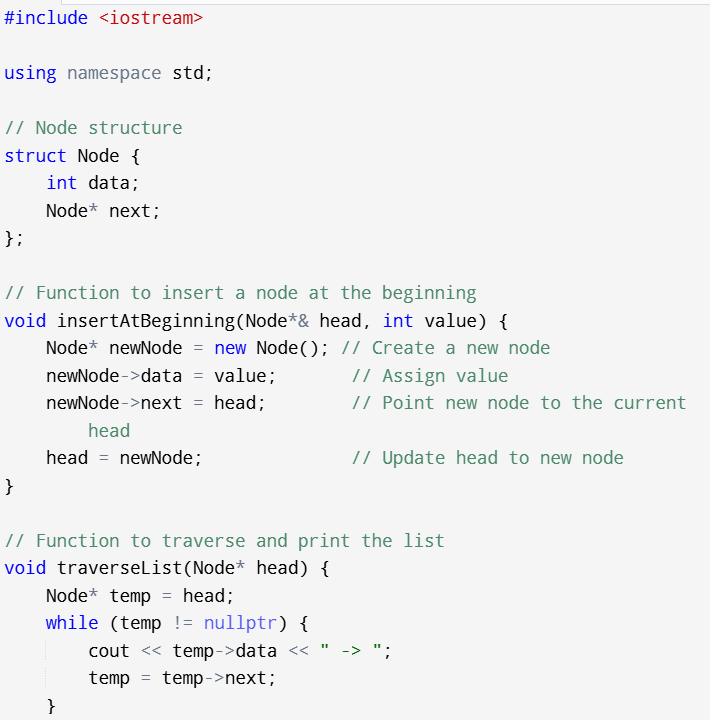 #include <iostream>

using namespace std;

// Node structure
struct Node {
    int data;
    Node* next;
};

// Function to insert a node at the beginning
void insertAtBeginning(Node*& head, int value) {
    Node* newNode = new Node(); // Create a new node
    newNode->data = value;       // Assign value
    newNode->next = head;        // Point new node to the current
        head
    head = newNode;              // Update head to new node
}

// Function to traverse and print the list
void traverseList(Node* head) {
    Node* temp = head;
    while (temp != nullptr) {
        cout << temp->data << " -> ";
        temp = temp->next;
    }